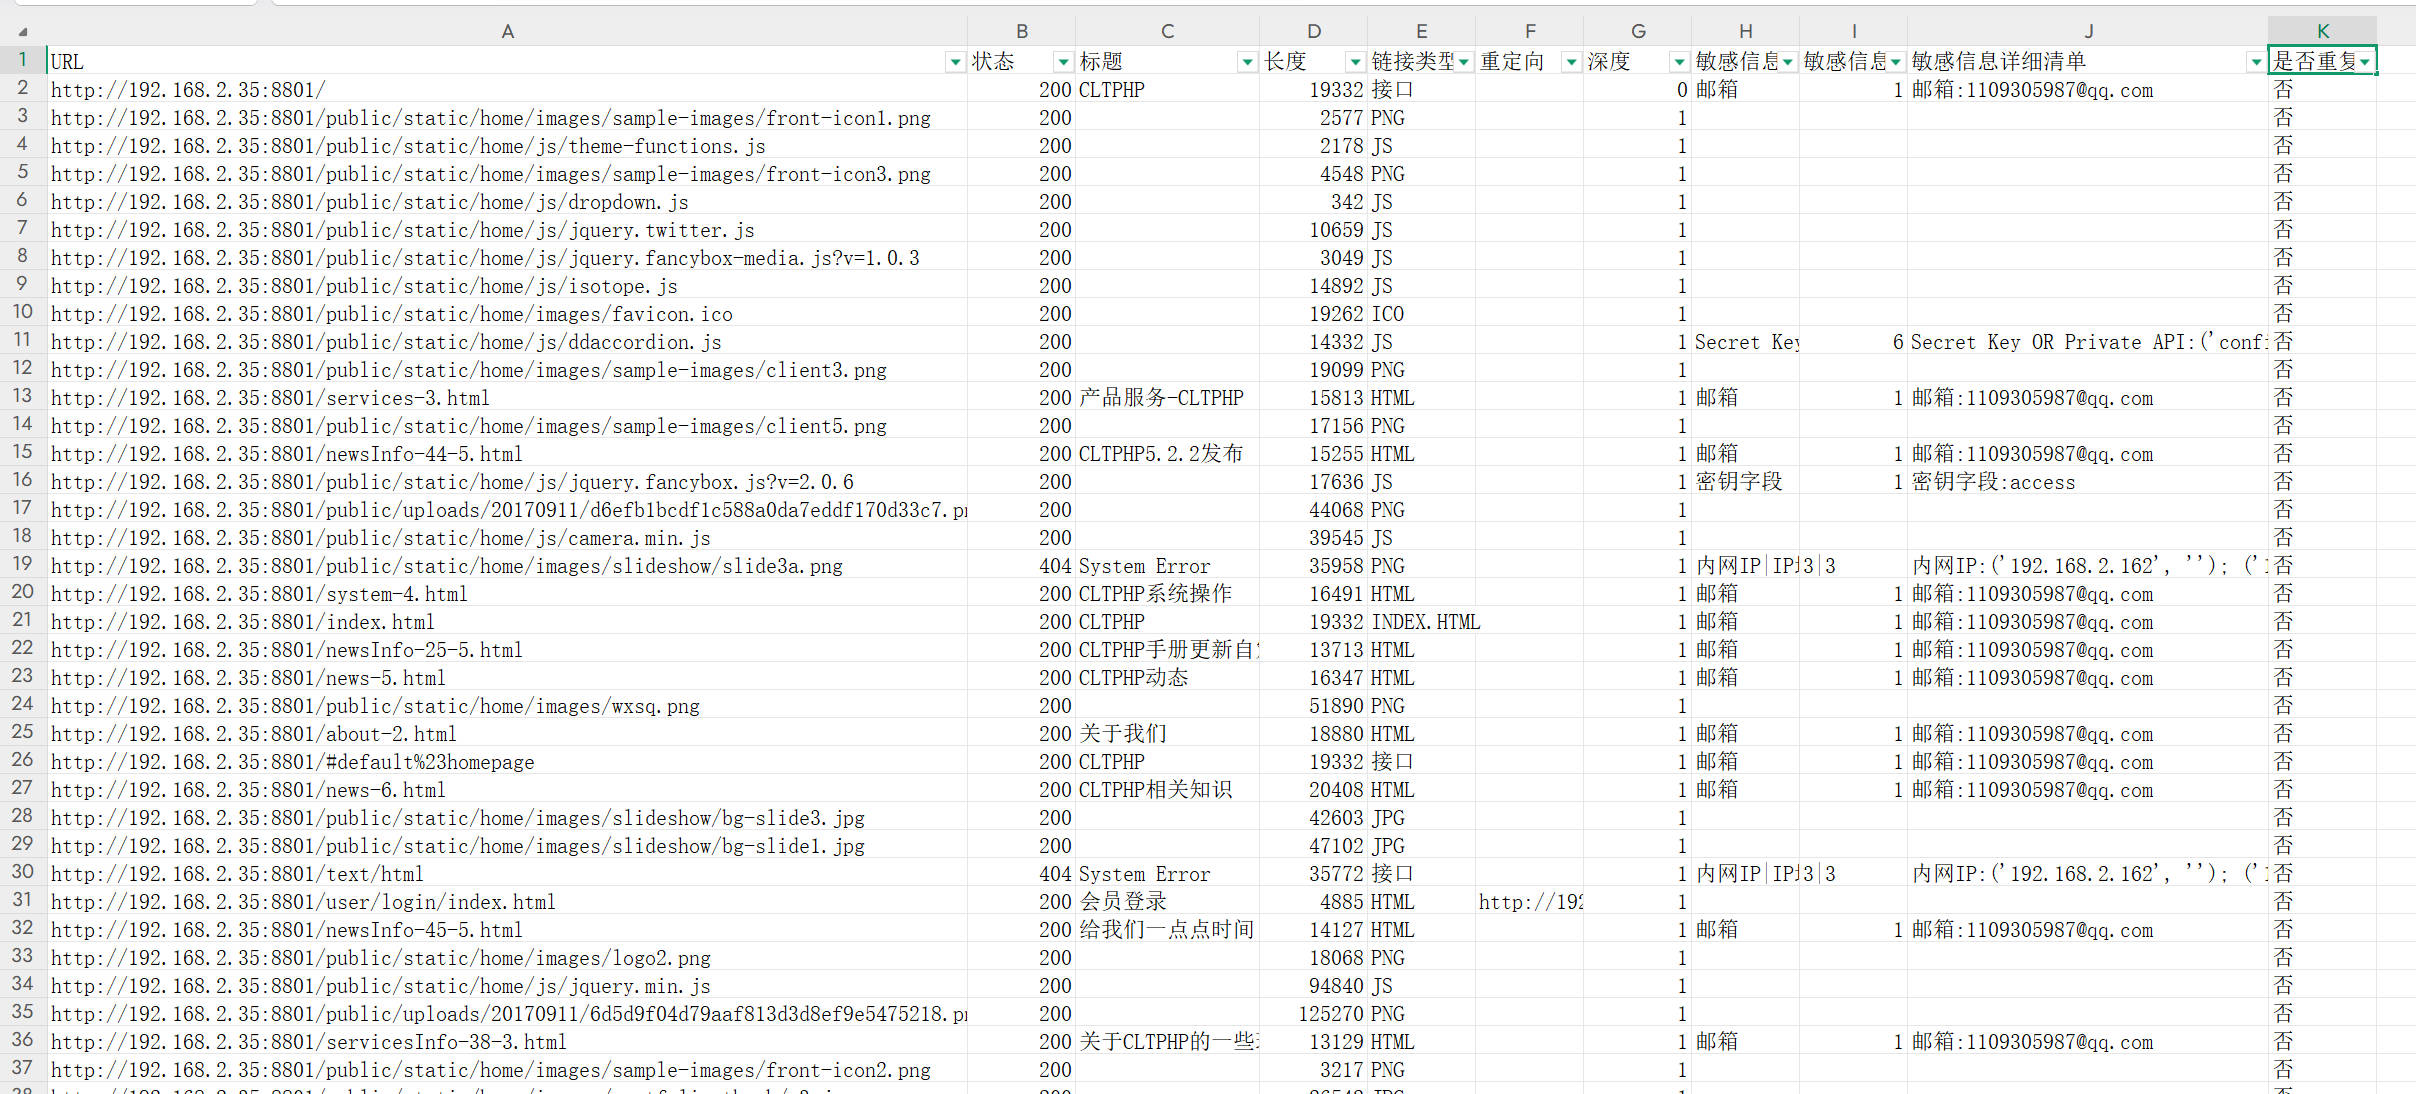 A B C D E F G H I J K
1 URL 状态 标题 长度 链接类型 重定向 深度 敏感信息 敏感信息 敏感信息详细清单 是否重复
2 http://192.168.2.35:8801/ 200 CLTPHP 19332 接口 0 邮箱 1 邮箱:1109305987@qq.com 否
3 http://192.168.2.35:8801/public/static/home/images/sample-images/front-icon1.png 200 2577 PNG 1 否
4 http://192.168.2.35:8801/public/static/home/js/theme-functions.js 200 2178 JS 1 否
5 http://192.168.2.35:8801/public/static/home/images/sample-images/front-icon3.png 200 4548 PNG 1 否
6 http://192.168.2.35:8801/public/static/home/js/dropdown.js 200 342 JS 1 否
7 http://192.168.2.35:8801/public/static/home/js/jquery.twitter.js 200 10659 JS 1 否
8 http://192.168.2.35:8801/public/static/home/js/jquery.fancybox-media.js?v=1.0.3 200 3049 JS 1 否
9 http://192.168.2.35:8801/public/static/home/js/isotope.js 200 14892 JS 1 否
10 http://192.168.2.35:8801/public/static/home/images/favicon.ico 200 19262 ICO 1 否
11 http://192.168.2.35:8801/public/static/home/js/ddaccordion.js 200 14332 JS 1 Secret Key 6 Secret Key OR Private API:('confi 否
12 http://192.168.2.35:8801/public/static/home/images/sample-images/client3.png 200 19099 PNG 1 否
13 http://192.168.2.35:8801/services-3.html 200 产品服务-CLTPHP 15813 HTML 1 邮箱 1 邮箱:1109305987@qq.com 否
14 http://192.168.2.35:8801/public/static/home/images/sample-images/client5.png 200 17156 PNG 1 否
15 http://192.168.2.35:8801/newsInfo-44-5.html 200 CLTPHP5.2.2发布 15255 HTML 1 邮箱 1 邮箱:1109305987@qq.com 否
16 http://192.168.2.35:8801/public/static/home/js/jquery.fancybox.js?v=2.0.6 200 17636 JS 1 密钥字段 1 密钥字段:access 否
17 http://192.168.2.35:8801/public/uploads/20170911/d6efb1bcdf1c588a0da7eddf170d33c7.p 200 44068 PNG 1 否
18 http://192.168.2.35:8801/public/static/home/js/camera.min.js 200 39545 JS 1 否
19 http://192.168.2.35:8801/public/static/home/images/slideshow/slide3a.png 404 System Error 35958 PNG 1 内网IP|IP 3|3 内网IP:('192.168.2.162', ''); (' 否
20 http://192.168.2.35:8801/system-4.html 200 CLTPHP系统操作 16491 HTML 1 邮箱 1 邮箱:1109305987@qq.com 否
21 http://192.168.2.35:8801/index.html 200 CLTPHP 19332 INDEX.HTML 1 邮箱 1 邮箱:1109305987@qq.com 否
22 http://192.168.2.35:8801/newsInfo-25-5.html 200 CLTPHP手册更新自 13713 HTML 1 邮箱 1 邮箱:1109305987@qq.com 否
23 http://192.168.2.35:8801/news-5.html 200 CLTPHP动态 16347 HTML 1 邮箱 1 邮箱:1109305987@qq.com 否
24 http://192.168.2.35:8801/public/static/home/images/wxsq.png 200 51890 PNG 1 否
25 http://192.168.2.35:8801/about-2.html 200 关于我们 18880 HTML 1 邮箱 1 邮箱:1109305987@qq.com 否
26 http://192.168.2.35:8801/#default%23homepage 200 CLTPHP 19332 接口 1 邮箱 1 邮箱:1109305987@qq.com 否
27 http://192.168.2.35:8801/news-6.html 200 CLTPHP相关知识 20408 HTML 1 邮箱 1 邮箱:1109305987@qq.com 否
28 http://192.168.2.35:8801/public/static/home/images/slideshow/bg-slide3.jpg 200 42603 JPG 1 否
29 http://192.168.2.35:8801/public/static/home/images/slideshow/bg-slide1.jpg 200 47102 JPG 1 否
30 http://192.168.2.35:8801/text/html 404 System Error 35772 接口 1 内网IP|IP 3|3 内网IP:('192.168.2.162', ''); (' 否
31 http://192.168.2.35:8801/user/login/index.html 200 会员登录 4885 HTML http://192 1 否
32 http://192.168.2.35:8801/newsInfo-45-5.html 200 给我们一点点时间 14127 HTML 1 邮箱 1 邮箱:1109305987@qq.com 否
33 http://192.168.2.35:8801/public/static/home/images/logo2.png 200 18068 PNG 1 否
34 http://192.168.2.35:8801/public/static/home/js/jquery.min.js 200 94840 JS 1 否
35 http://192.168.2.35:8801/public/uploads/20170911/6d5d9f04d79aaf813d3d8ef9e5475218.p 200 125270 PNG 1 否
36 http://192.168.2.35:8801/servicesInfo-38-3.html 200 关于CLTPHP的一些 13129 HTML 1 邮箱 1 邮箱:1109305987@qq.com 否
37 http://192.168.2.35:8801/public/static/home/images/sample-images/front-icon2.png 200 3217 PNG 1 否